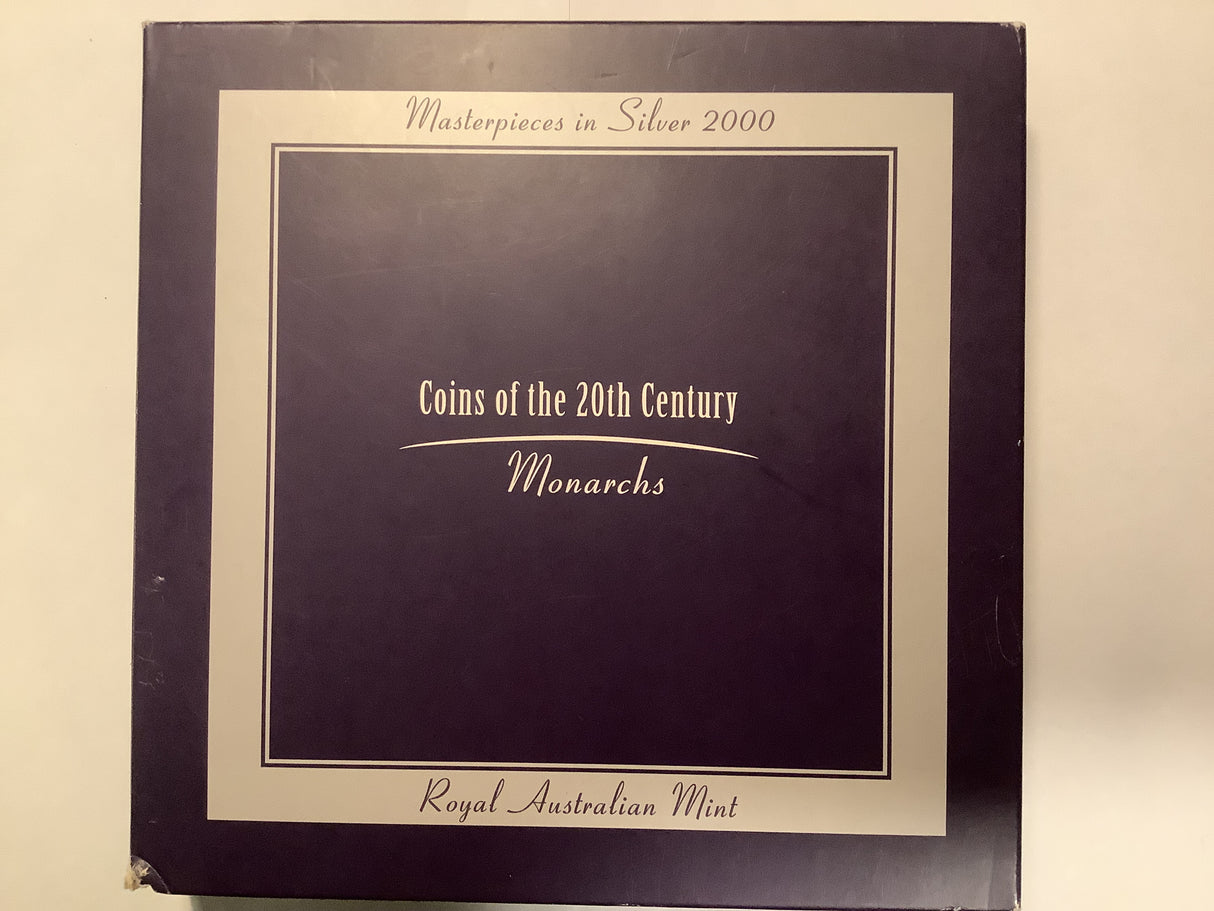 Masterpieces in Silver 2000
Coins of the 20th Century
Monarchs
Royal Australian Mint